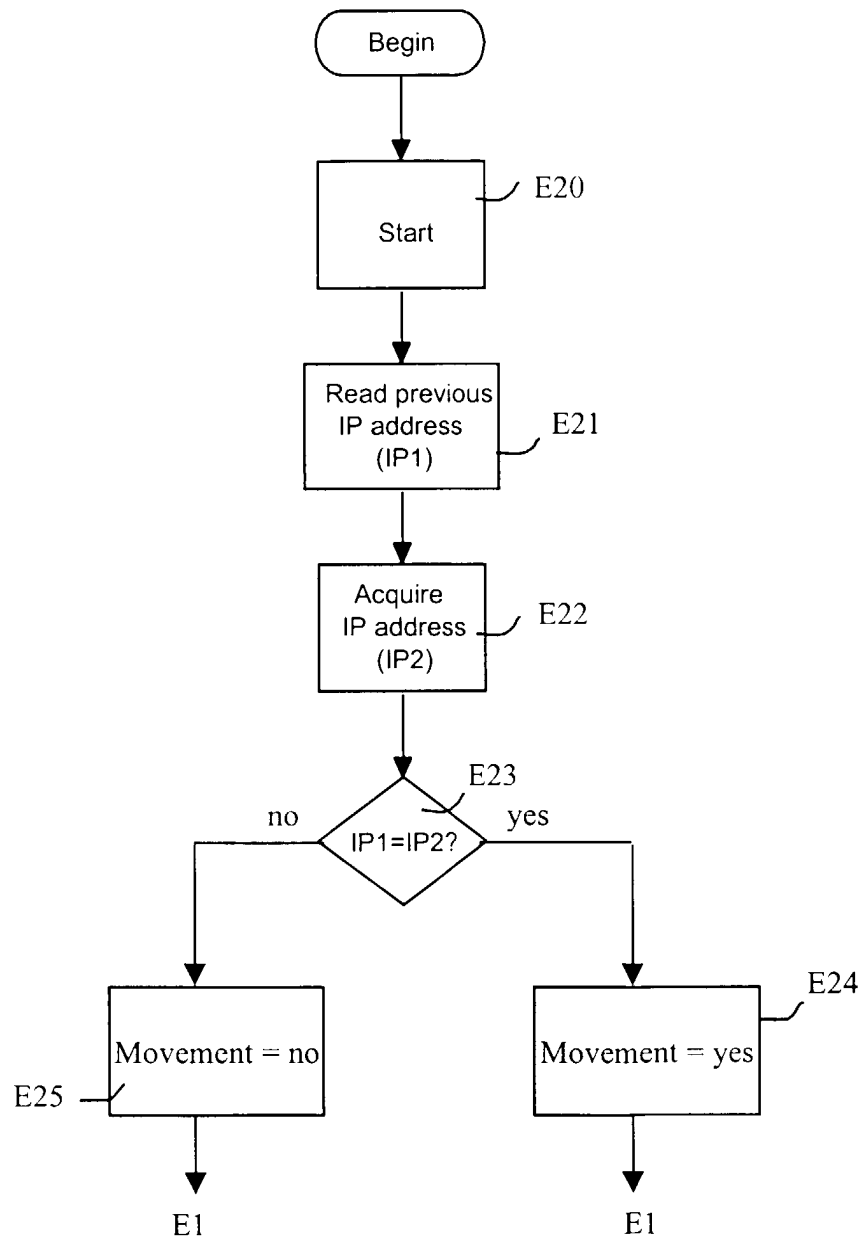 Begin
E20
Start
Read previous
IP address
(IP1)
E21
Acquire
IP address
(IP2)
E22
E23
no
yes
IP1=IP2?
E24
Movement = no
Movement = yes
E25
E1
E1